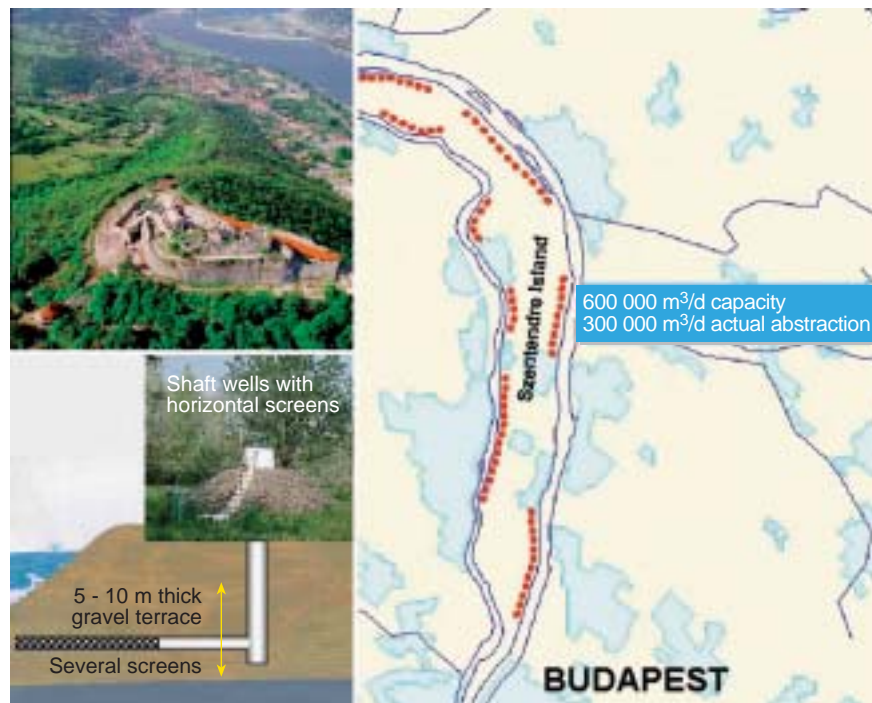 Shaft wells with
horizontal screens
5 - 10 m thick
gravel terrace
Several screens
Szentendre Island
600 000 m³/d capacity
300 000 m³/d actual abstraction
BUDAPEST